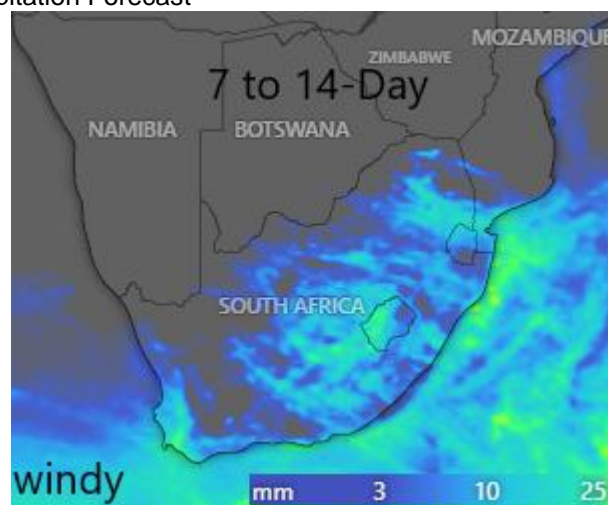 7 to 14-Day
MOZAMBIQUE
ZIMBABWE
NAMIBIA
BOTSWANA
SOUTH AFRICA
windy
mm 3 10 25